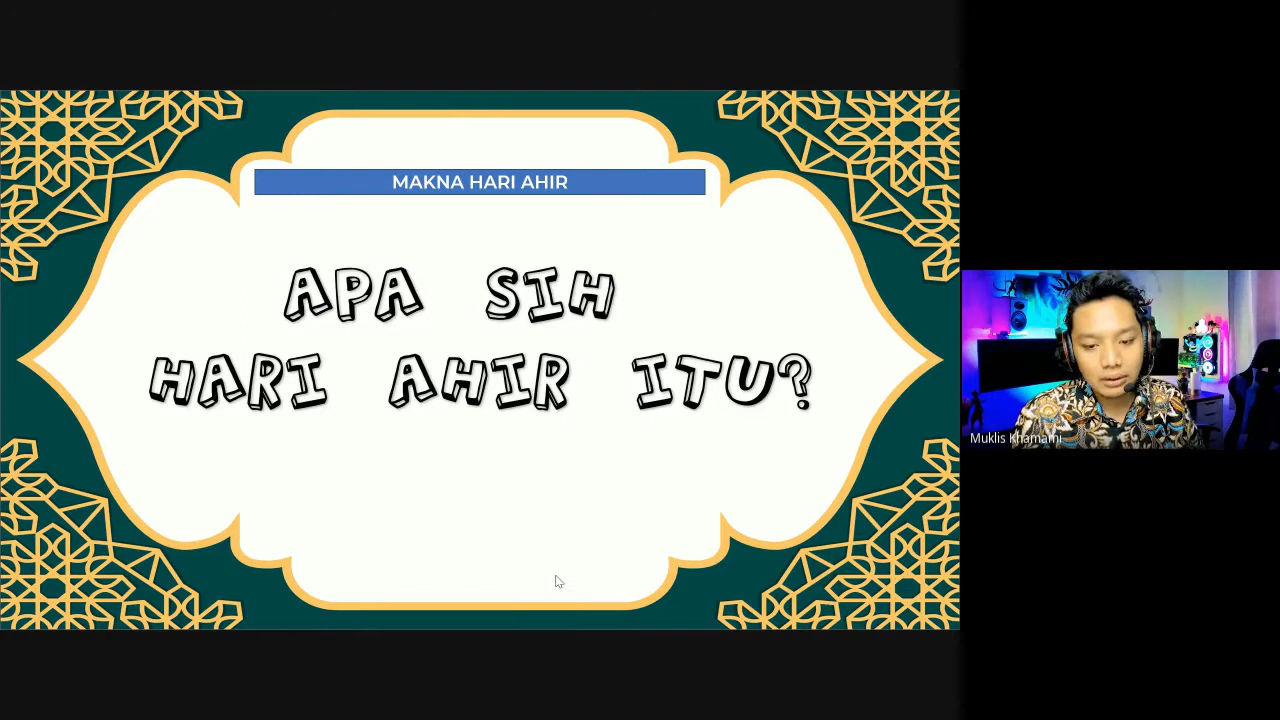 MAKNA HARI AHIR
APA SIH
HARI AHIR ITU?
Muklis Khamami